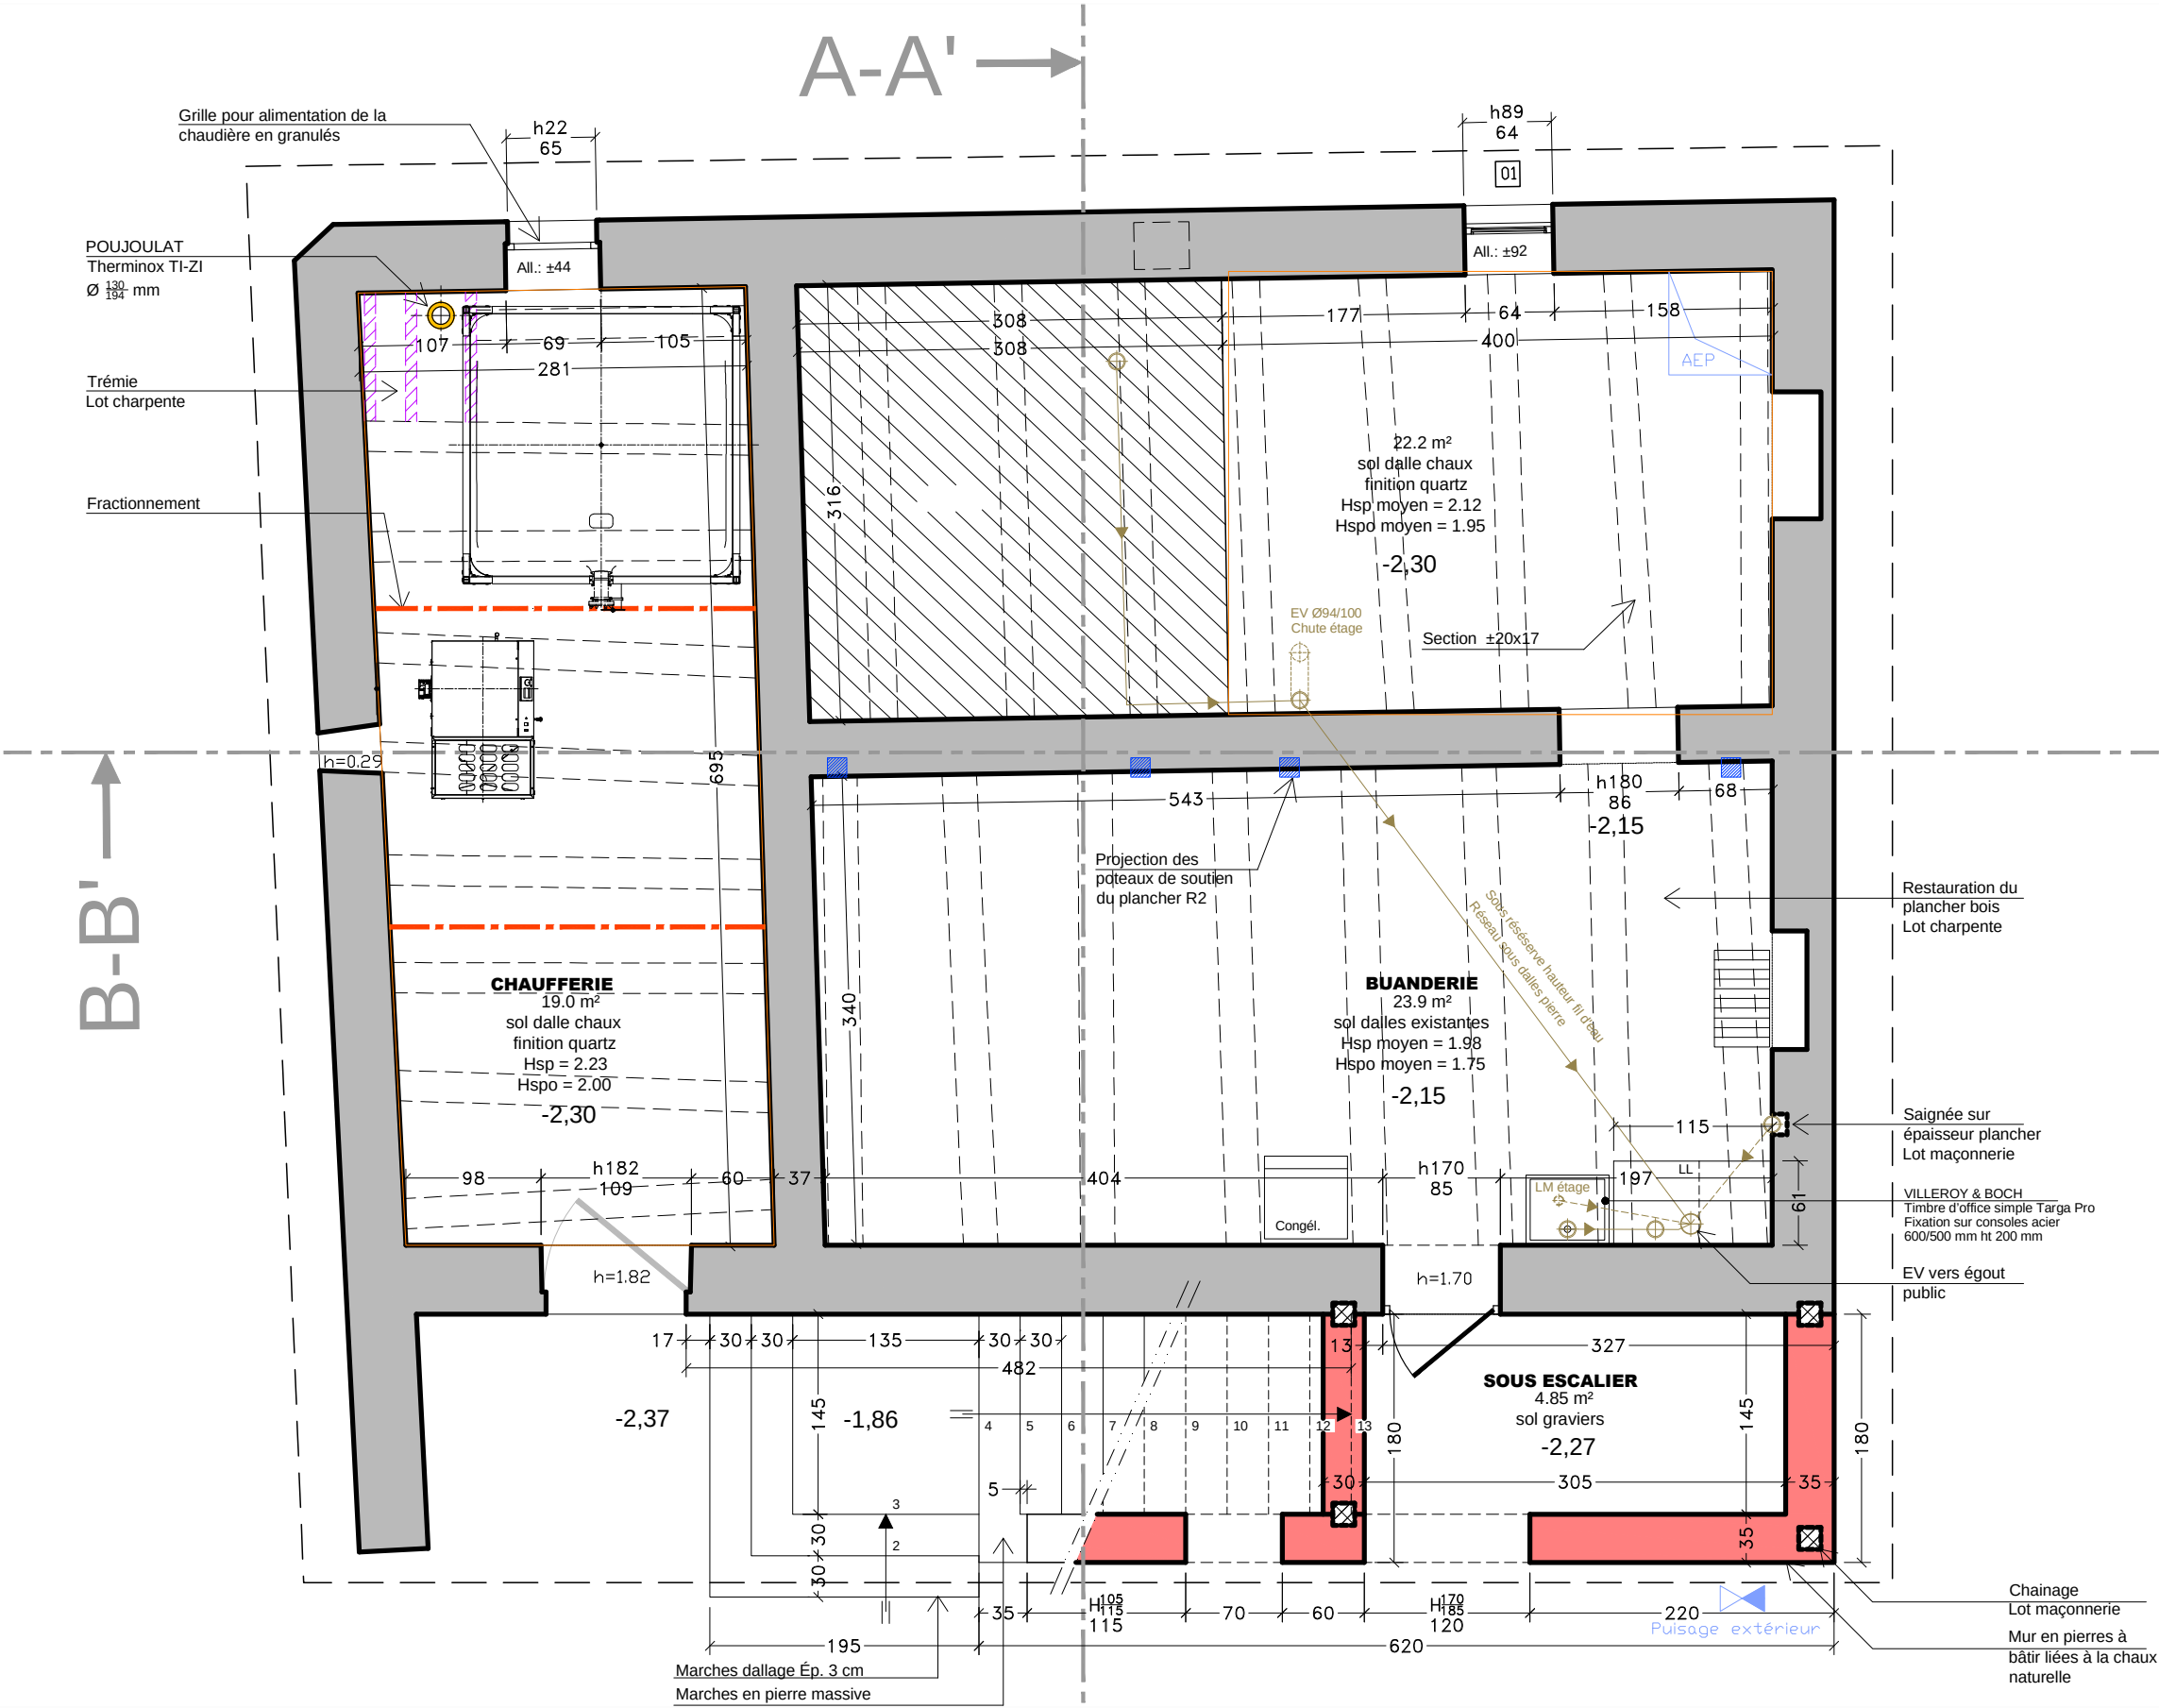 A-A'
Grille pour alimentation de la
chaudière en granulés
h22
65
h89
64
01
POUJOULAT
Therminox TI-ZI
Ø 130/194 mm
All.: ±44
All.: ±92
107
69
105
281
308
177
64
158
308
400
AEP
Trémie
Lot charpente
Fractionnement
316
22.2 m²
sol dalle chaux
finition quartz
Hsp moyen = 2.12
Hspo moyen = 1.95
-2,30
EV Ø94/100
Chute étage
Section ±20x17
h=0.29
695
543
h180
86
68
-2,15
B-B'
Projection des
poteaux de soutien
du plancher R2
Sous réséserve hauteur fil d'eau
Réseau sous dalles pierre
Restauration du
plancher bois
Lot charpente
CHAUFFERIE
19.0 m²
sol dalle chaux
finition quartz
Hsp = 2.23
Hspo = 2.00
-2,30
340
BUANDERIE
23.9 m²
sol dalles existantes
Hsp moyen = 1.98
Hspo moyen = 1.75
-2,15
115
Saignée sur
épaisseur plancher
Lot maçonnerie
98
h182
109
60
37
404
h170
85
197
LL
LM étage
61
Congél.
VILLEROY & BOCH
Timbre d'office simple Targa Pro
Fixation sur consoles acier
600/500 mm ht 200 mm
h=1.82
h=1.70
EV vers égout
public
17
30
30
135
30
30
13
327
482
SOUS ESCALIER
4.85 m²
sol graviers
-2,27
-2,37
145
-1,86
4
5
6
7
8
9
10
11
12
13
180
145
180
5
30
305
35
3
2
30
30
35
35
H105/115
115
70
60
H170/185
120
220
Puisage extérieur
195
620
Chainage
Lot maçonnerie
Mur en pierres à
bâtir liées à la chaux
naturelle
Marches dallage Ép. 3 cm
Marches en pierre massive